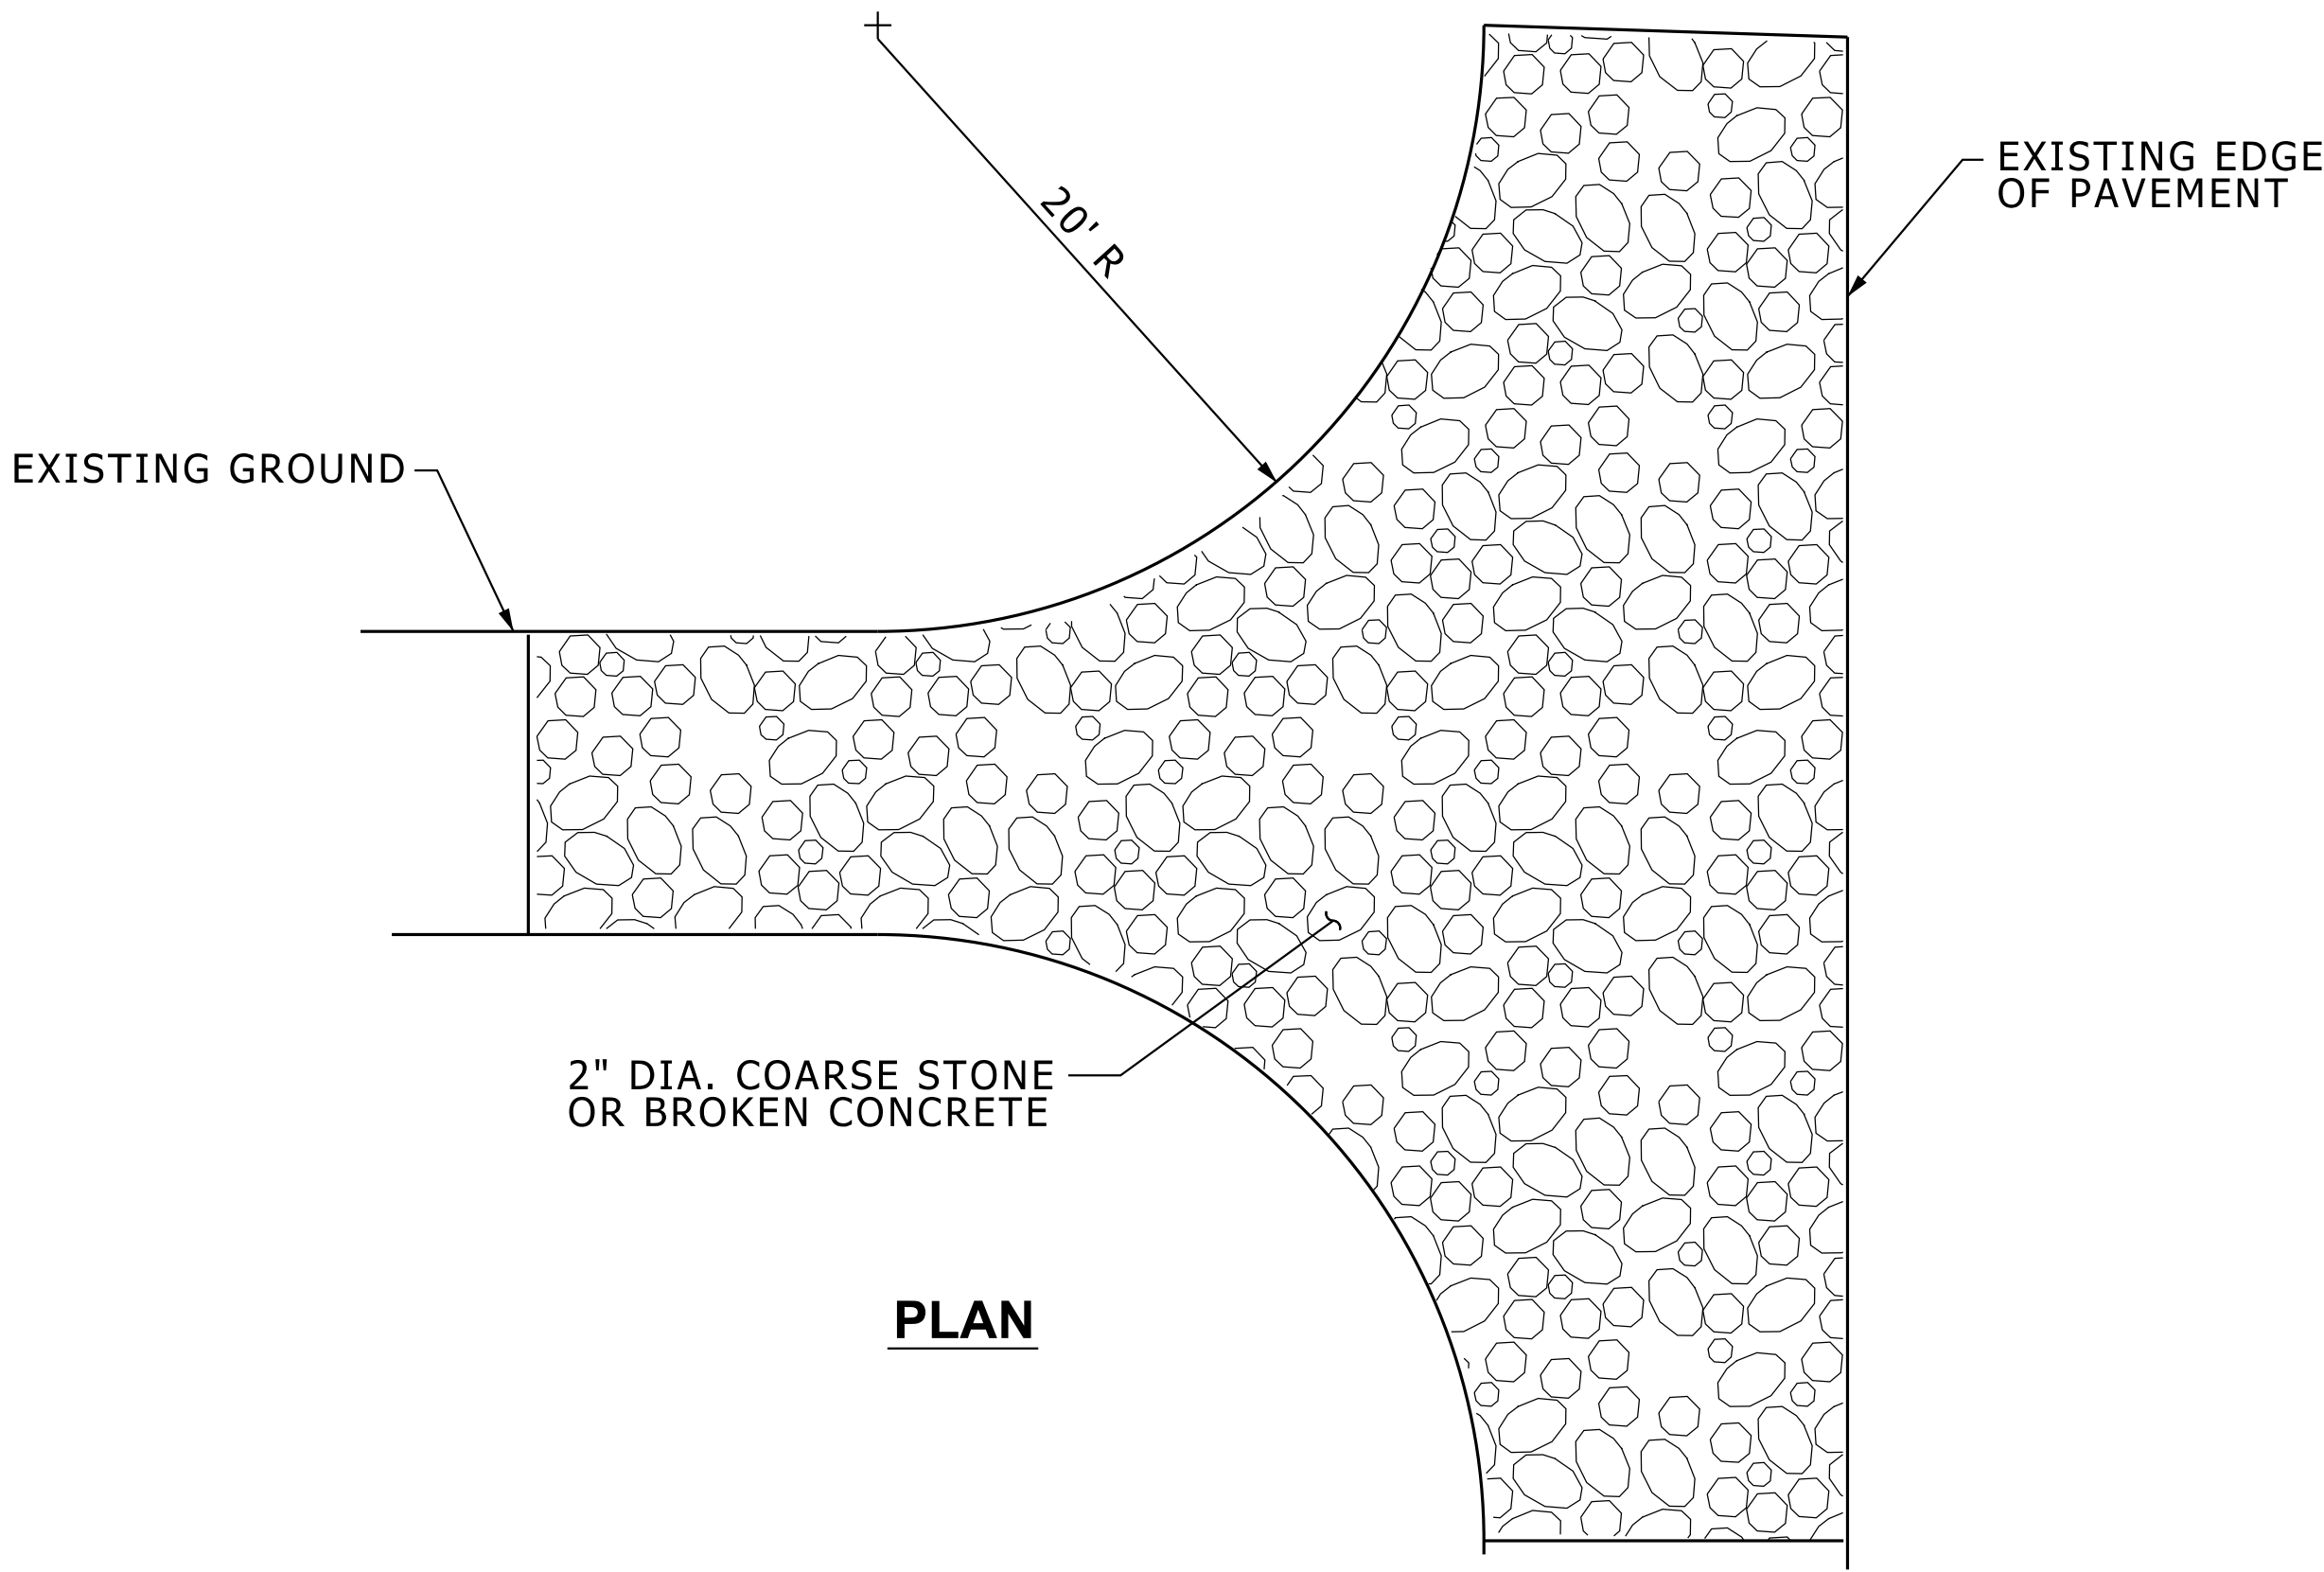 20' R
EXISTING EDGE
OF PAVEMENT
EXISTING GROUND
2" DIA. COARSE STONE
OR BROKEN CONCRETE
PLAN